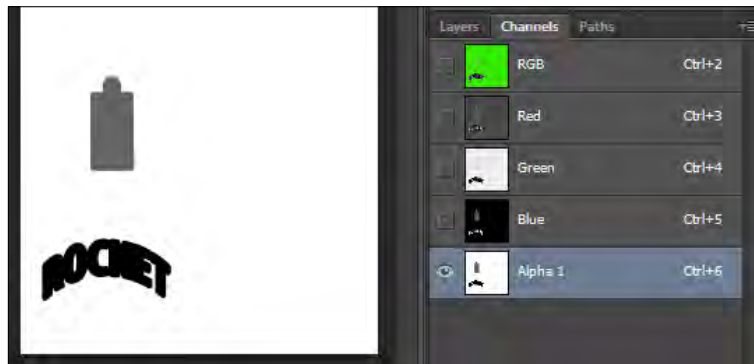 Layers Channels Paths
RGB Ctrl+2
Red Ctrl+3
Green Ctrl+4
Blue Ctrl+5
Alpha 1 Ctrl+6
ROCKET